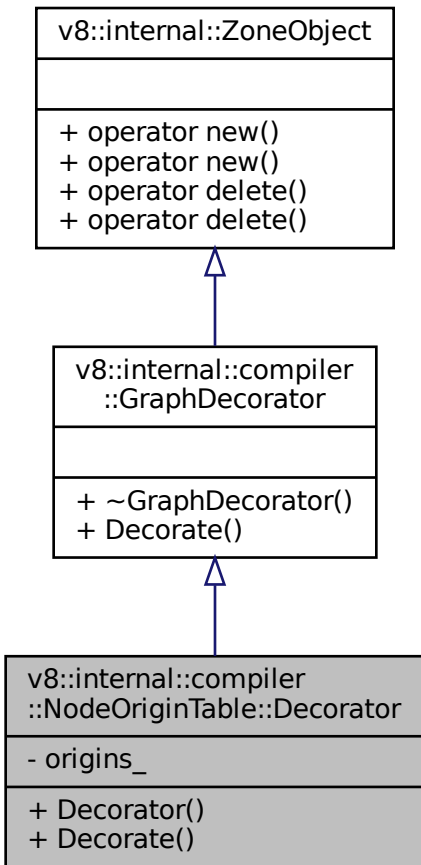 v8::internal::ZoneObject
+ operator new()
+ operator new()
+ operator delete()
+ operator delete()
v8::internal::compiler
::GraphDecorator
+ ~GraphDecorator()
+ Decorate()
v8::internal::compiler
::NodeOriginTable::Decorator
- origins_
+ Decorator()
+ Decorate()